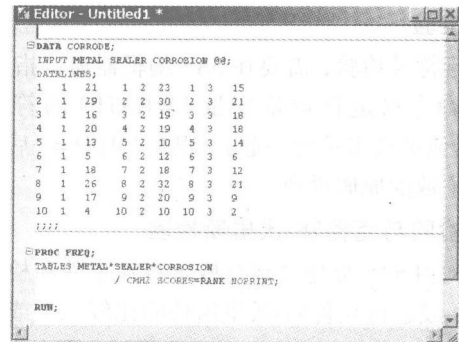 Editor - Untitled1 *
DATA CORRODE;
INPUT METAL SEALER CORROSION @@;
DATALINES;
1 1 21 1 2 23 1 3 15
2 1 29 2 2 30 2 3 21
3 1 16 3 2 19 3 3 18
4 1 20 4 2 19 4 3 18
5 1 13 5 2 10 5 3 14
6 1 5 6 2 12 6 3 6
7 1 18 7 2 18 7 3 12
8 1 26 8 2 32 8 3 21
9 1 17 9 2 20 9 3 9
10 1 4 10 2 10 10 3 2
;;;;
PROC FREQ;
TABLES METAL*SEALER*CORROSION
/ CMH2 SCORES=RANK NOPRINT;
RUN;